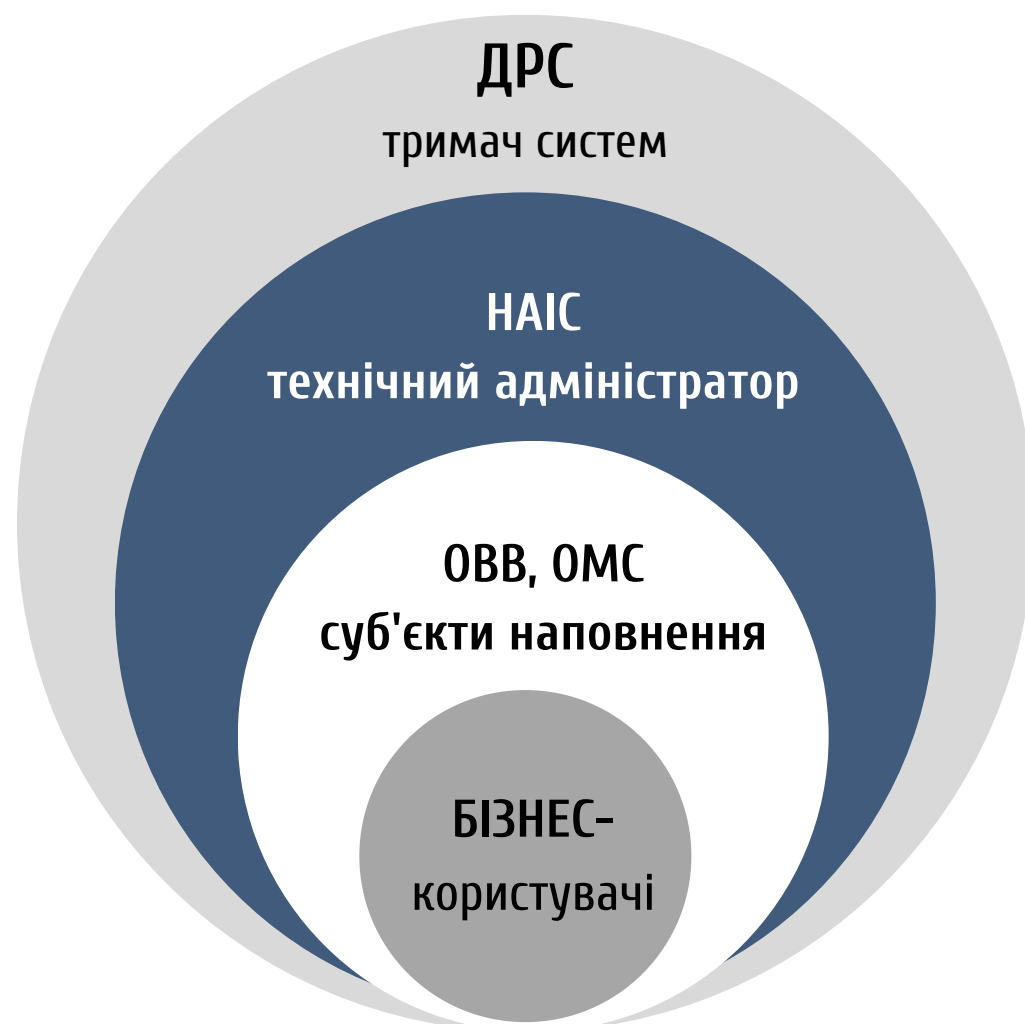 ДРС
тримач систем
НАІС
технічний адміністратор
ОВВ, ОМС
суб'єкти наповнення
БІЗНЕС-
користувачі